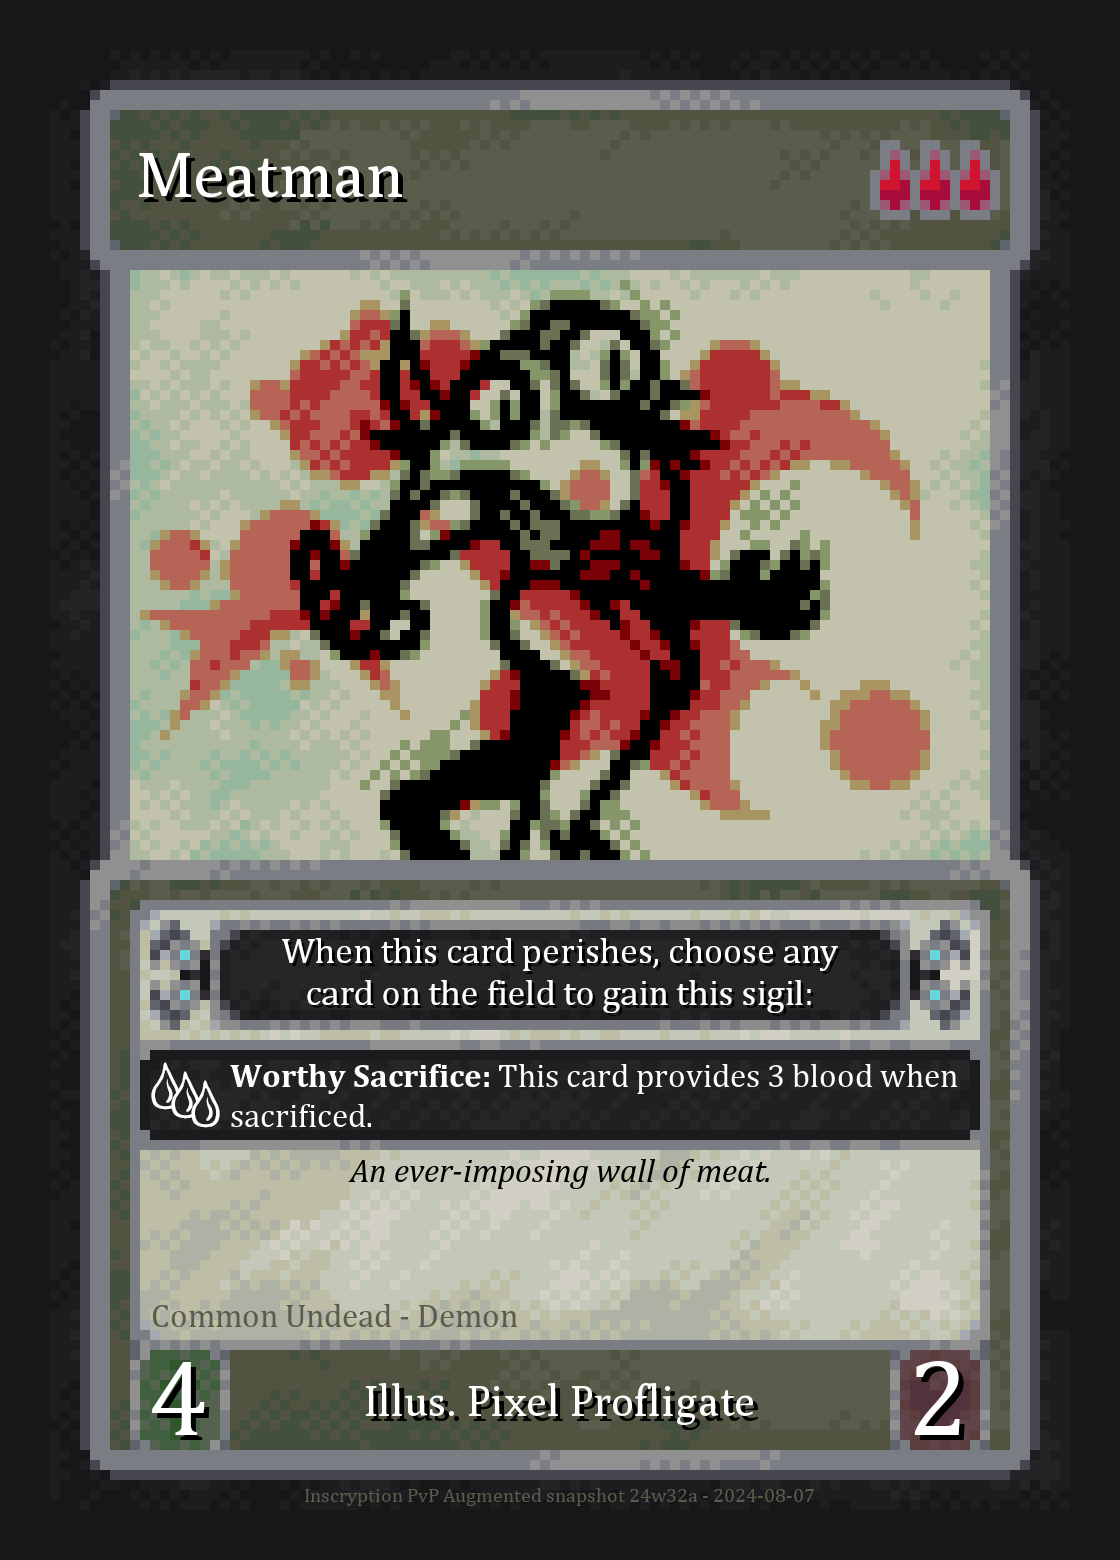 Meatman
When this card perishes, choose any
card on the field to gain this sigil:
Worthy Sacrifice: This card provides 3 blood when
sacrificed.
An ever-imposing wall of meat.
Common Undead - Demon
4
Illus. Pixel Profligate
2
Inscryption PvP Augmented snapshot 24w32a - 2024-08-07